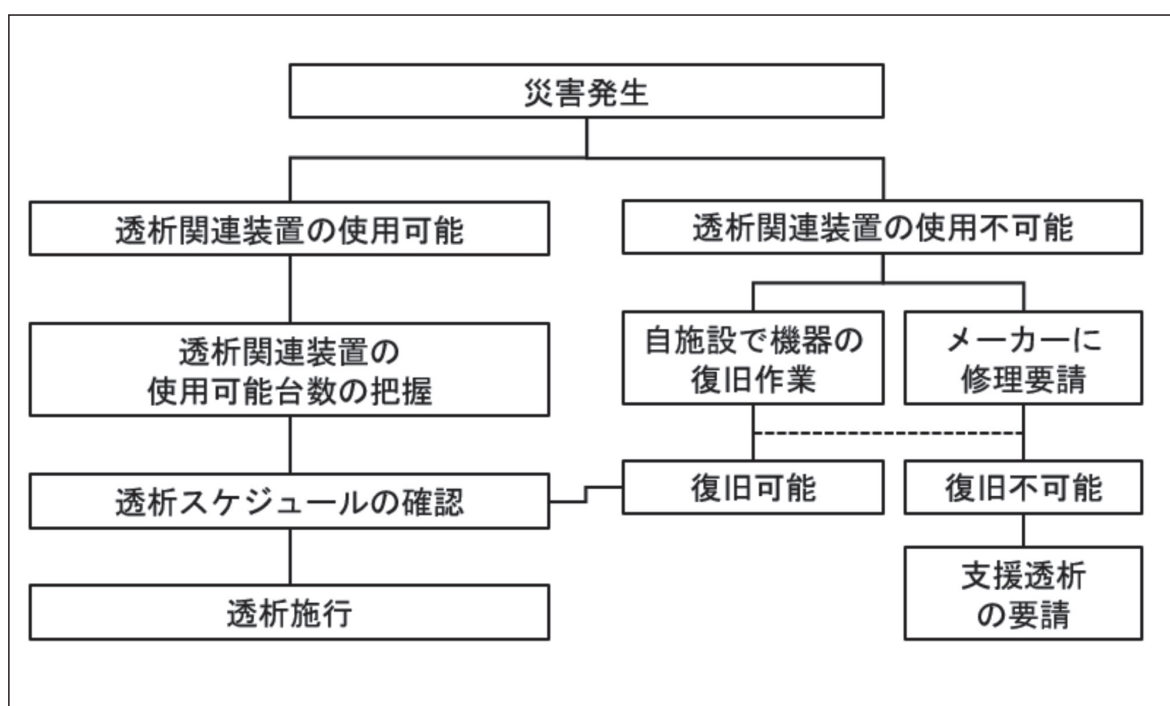 災害発生
透析関連装置の使用可能
透析関連装置の使用不可能
透析関連装置の
使用可能台数の把握
自施設で機器の
復旧作業
メーカーに
修理要請
透析スケジュールの確認
復旧可能
復旧不可能
透析施行
支援透析
の要請